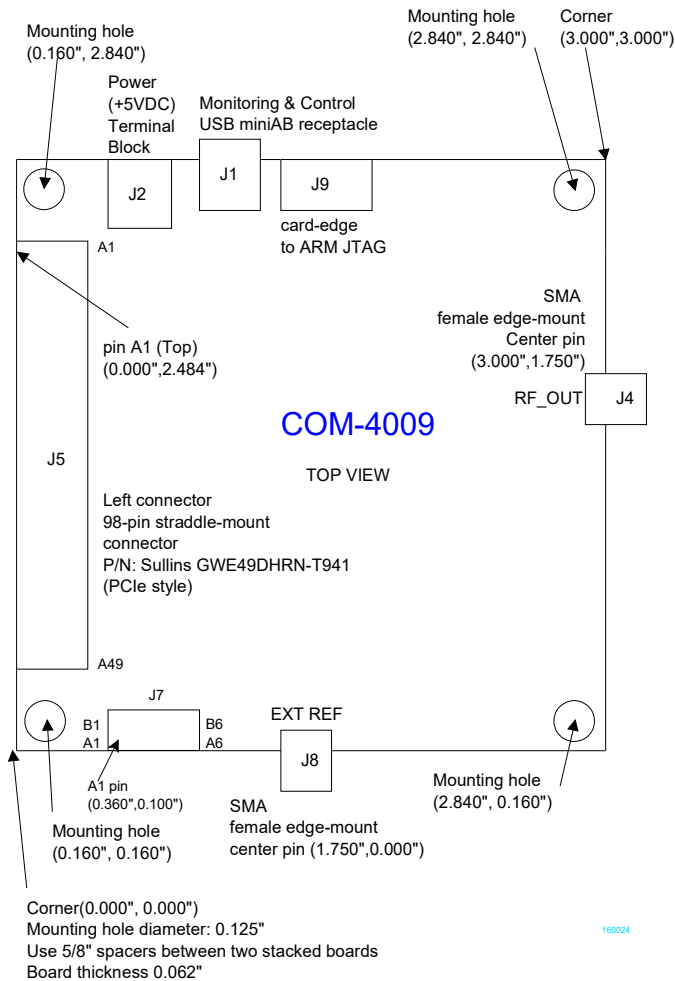 Mounting hole
(0.160", 2.840")
Mounting hole
(2.840", 2.840")
Corner
(3.000",3.000")
Power
(+5VDC)
Terminal
Block
Monitoring & Control
USB miniAB receptacle
J2
J1
J9
card-edge
to ARM JTAG
A1
pin A1 (Top)
(0.000",2.484")
SMA
female edge-mount
Center pin
(3.000",1.750")
RF_OUT
J4
COM-4009
TOP VIEW
J5
Left connector
98-pin straddle-mount
connector
P/N: Sullins GWE49DHRN-T941
(PCIe style)
A49
J7
B1
A1
B6
A6
A1 pin
(0.360",0.100")
EXT REF
J8
SMA
female edge-mount
center pin (1.750",0.000")
Mounting hole
(2.840", 0.160")
Mounting hole
(0.160", 0.160")
Corner(0.000", 0.000")
Mounting hole diameter: 0.125"
Use 5/8" spacers between two stacked boards
Board thickness 0.062"
160024